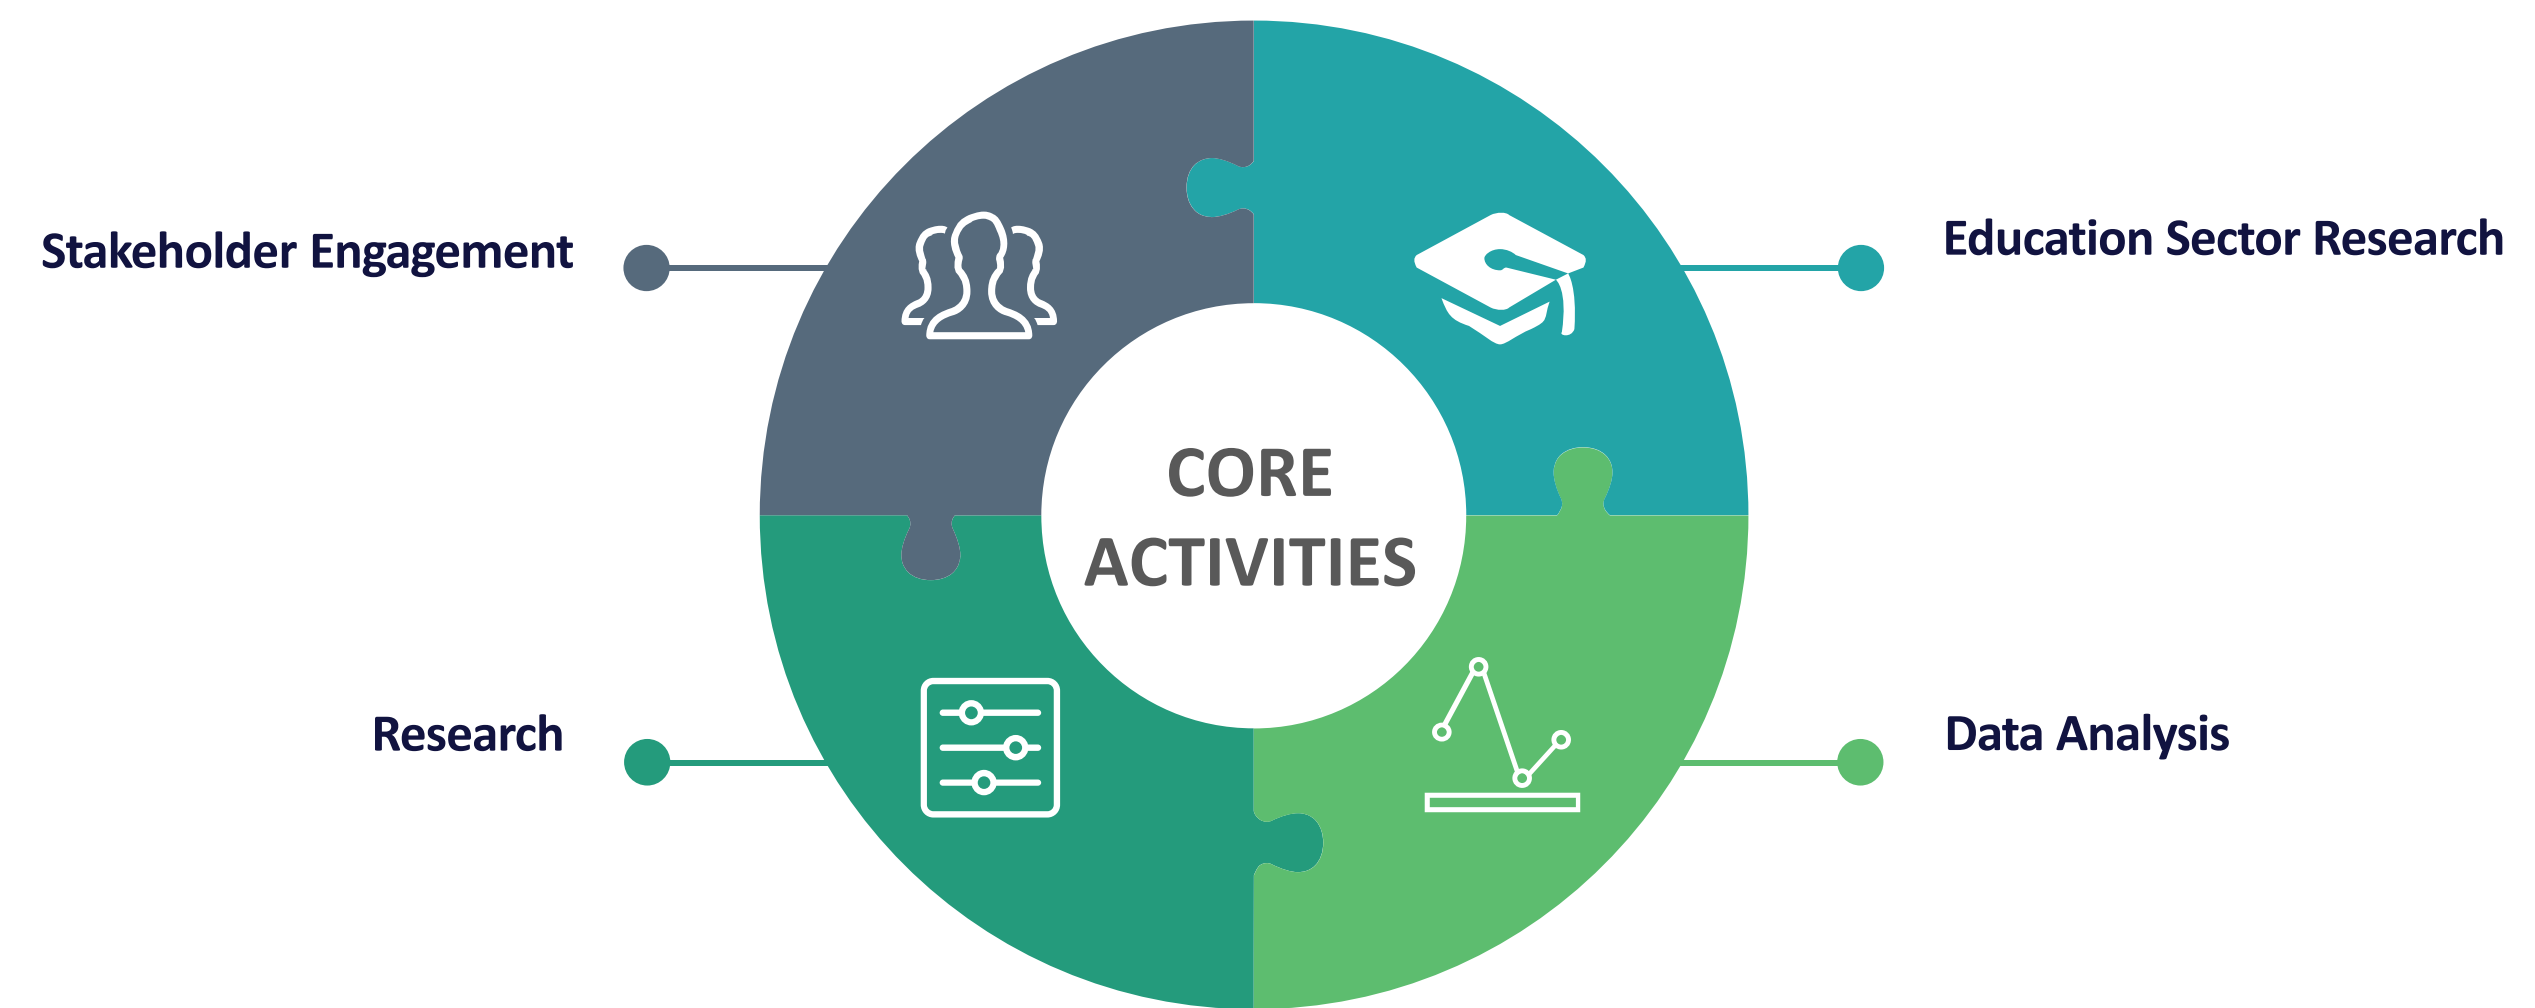 Stakeholder Engagement
Education Sector Research
CORE
ACTIVITIES
Research
Data Analysis